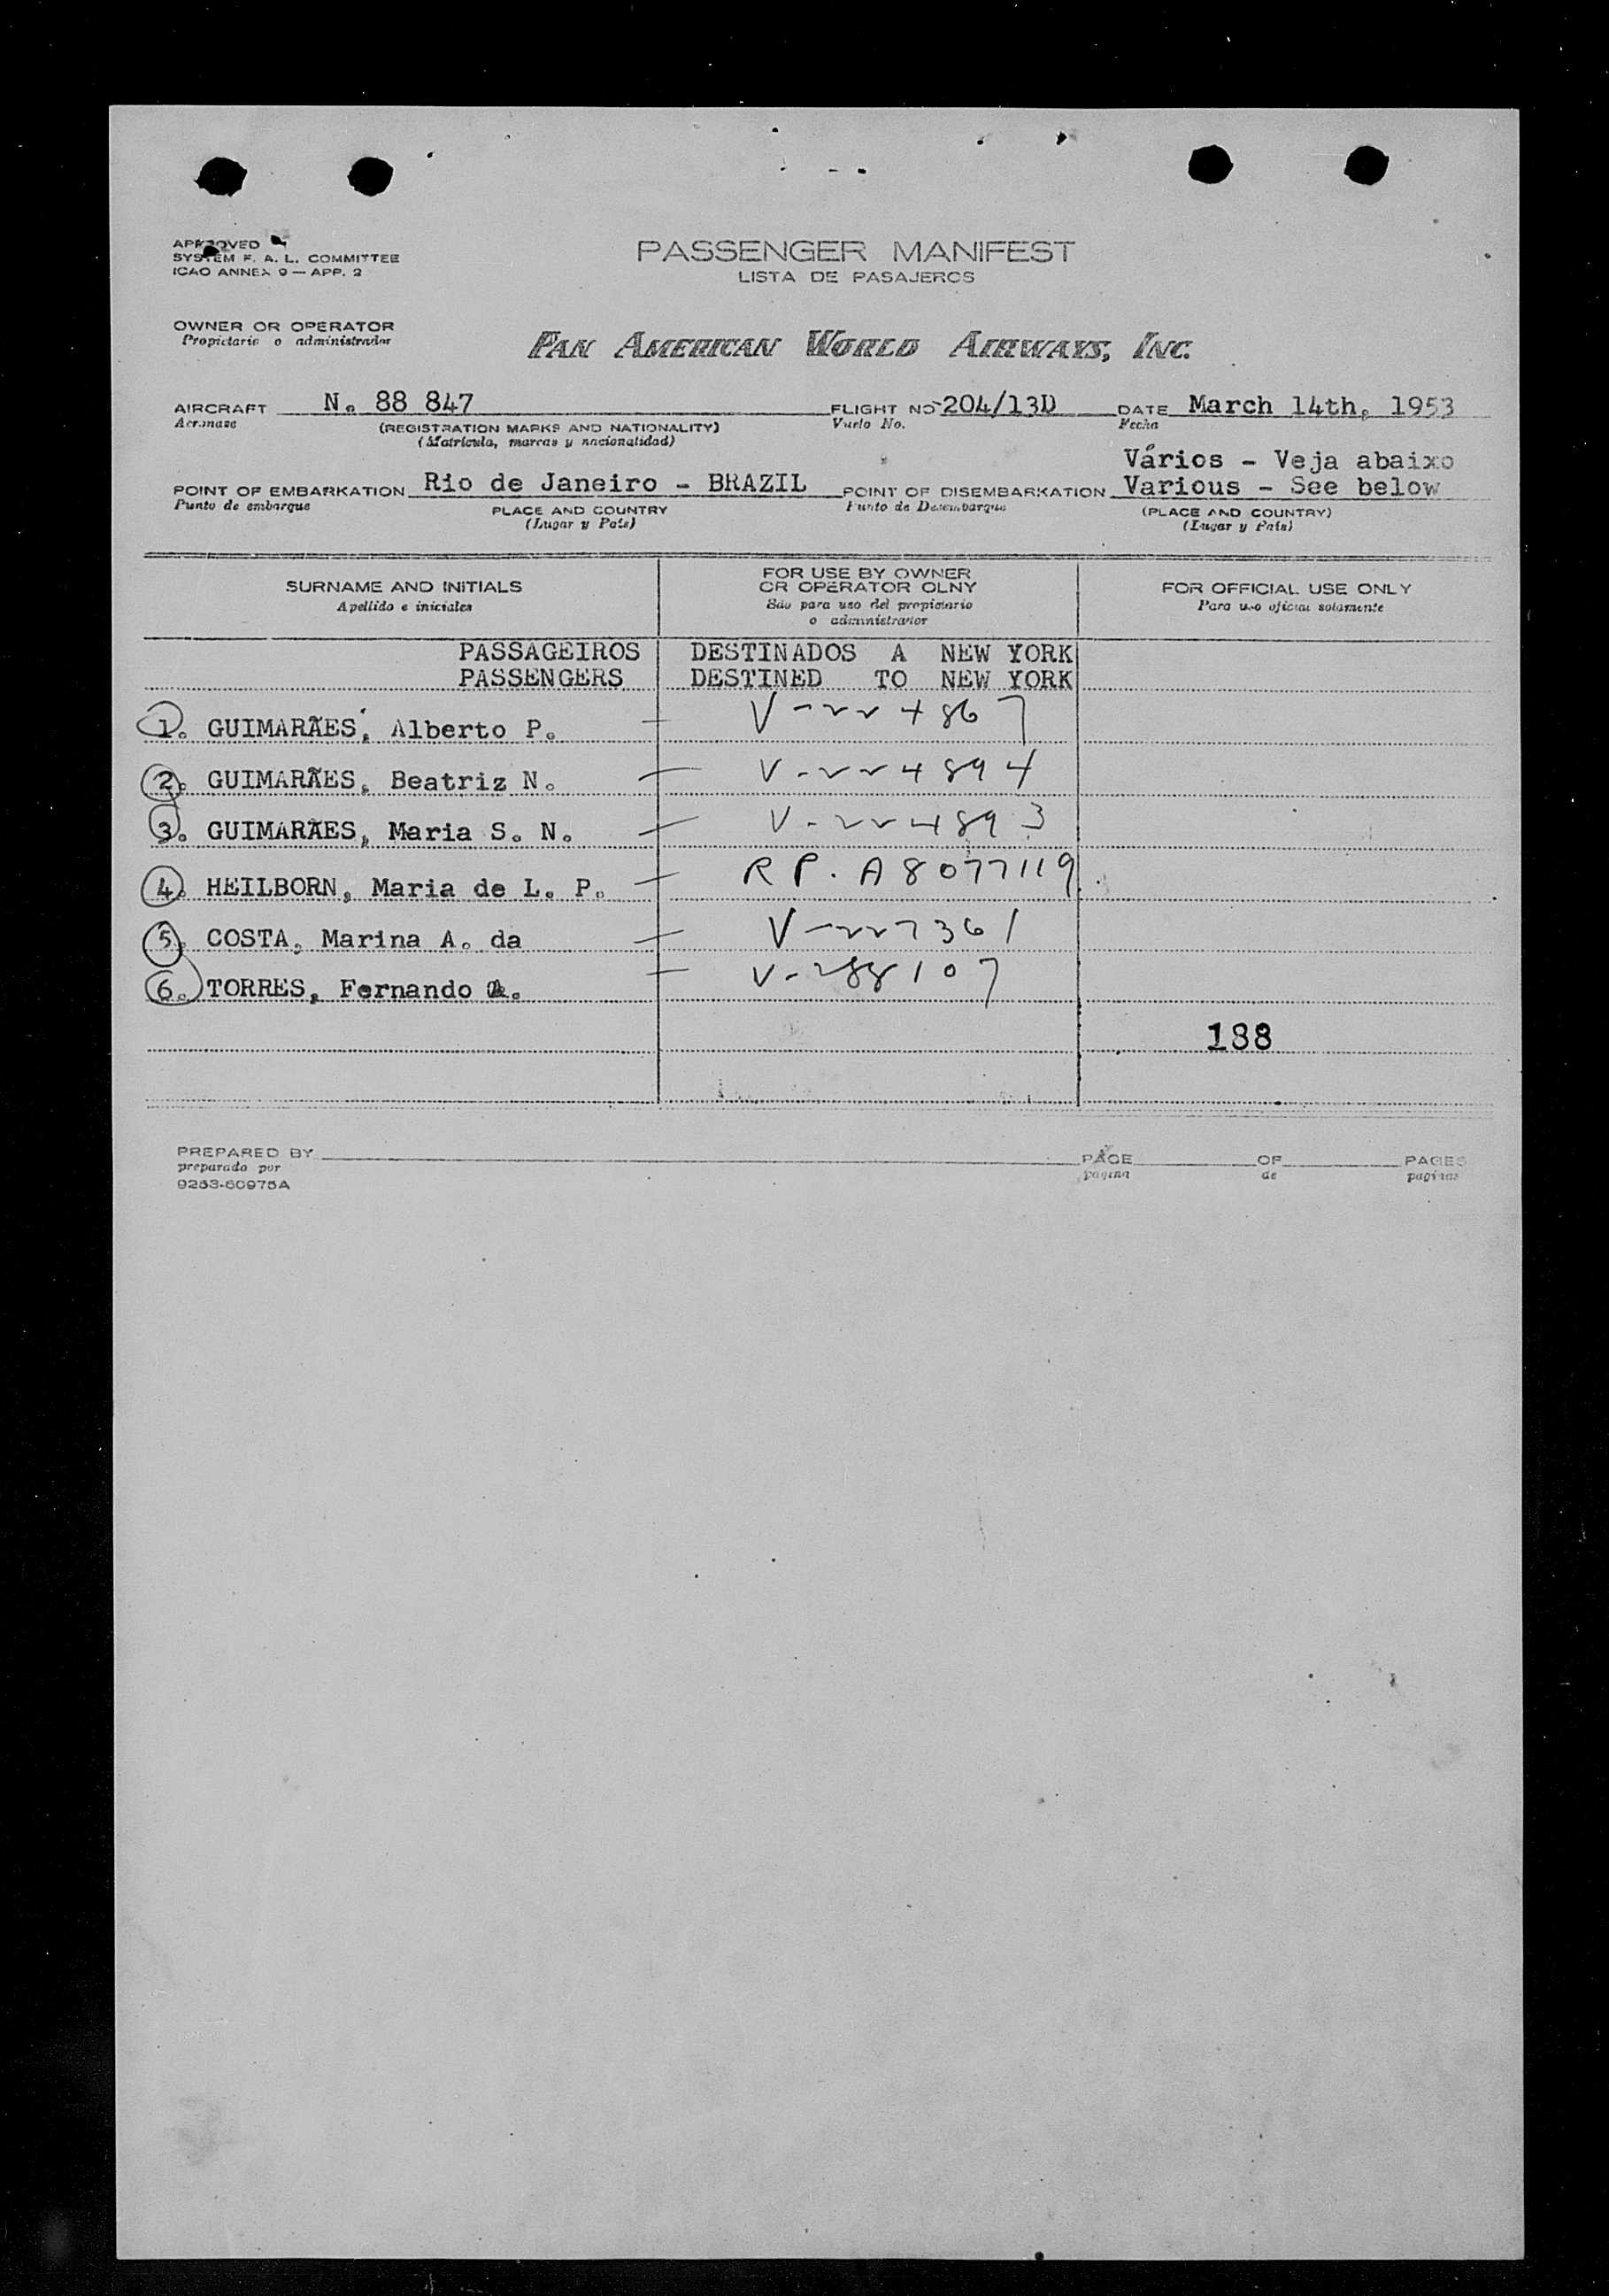 APPROVED
SYSTEM F. A. L. COMMITTEE
ICAO ANNEX 9 — APP. 2
PASSENGER MANIFEST
LISTA DE PASAJEROS
OWNER OR OPERATOR
Propietario o administrador
PAN AMERICAN WORLD AIRWAYS, INC.
AIRCRAFT N. 88 847 FLIGHT NO 204/13D DATE March 14th, 1953
Aeronave (REGISTRATION MARKS AND NATIONALITY) Vuelo No. Fecha
(Matrícula, marcas y nacionalidad)
Vários - Veja abaixo
POINT OF EMBARKATION Rio de Janeiro - BRAZIL POINT OF DISEMBARKATION Various - See below
Punto de embarque PLACE AND COUNTRY Punto de Desembarque (PLACE AND COUNTRY)
(Lugar y País) (Lugar y País)
SURNAME AND INITIALS FOR USE BY OWNER FOR OFFICIAL USE ONLY
OR OPERATOR OLNY
Apellido e iniciales Sólo para uso del propietario Para uso oficial solamente
o administrador
PASSAGEIROS DESTINADOS A NEW YORK
PASSENGERS DESTINED TO NEW YORK
1. GUIMARÃES, Alberto P. - V-224867
2. GUIMARÃES, Beatriz N. - V-224894
3. GUIMARÃES, Maria S. N. - V-224893
4. HEILBORN, Maria de L. P. - RP. A8077119
5. COSTA, Marina A. da - V-227361
6. TORRES, Fernando A. - V-288107
188
PREPARED BY PAGE OF PAGES
preparado por página de páginas
9253-60975A